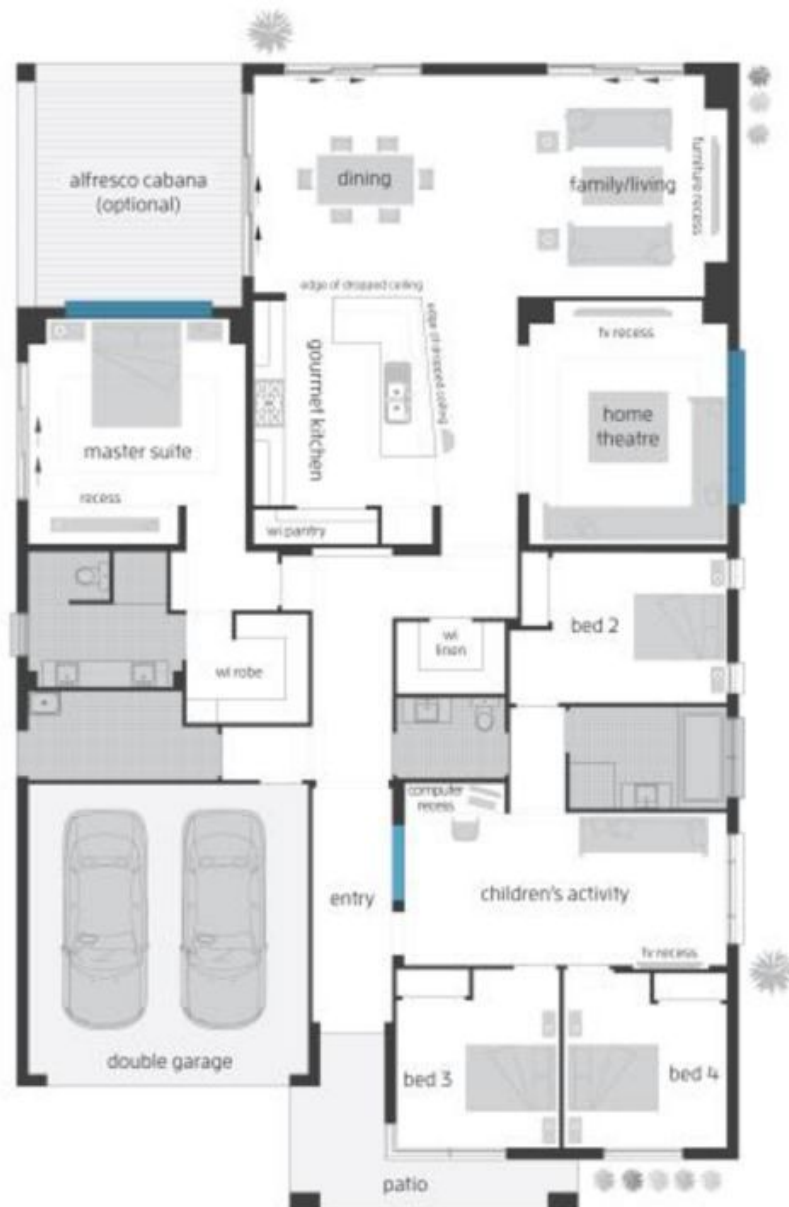 alfresco cabana
(optional)
dining
family/living
furniture recess
edge of dropped ceiling
edge of dropped ceiling
gourmet kitchen
tv recess
home
theatre
master suite
recess
wi pantry
bed 2
wi
linen
wi robe
computer
recess
entry
children's activity
tv recess
double garage
bed 3
bed 4
patio